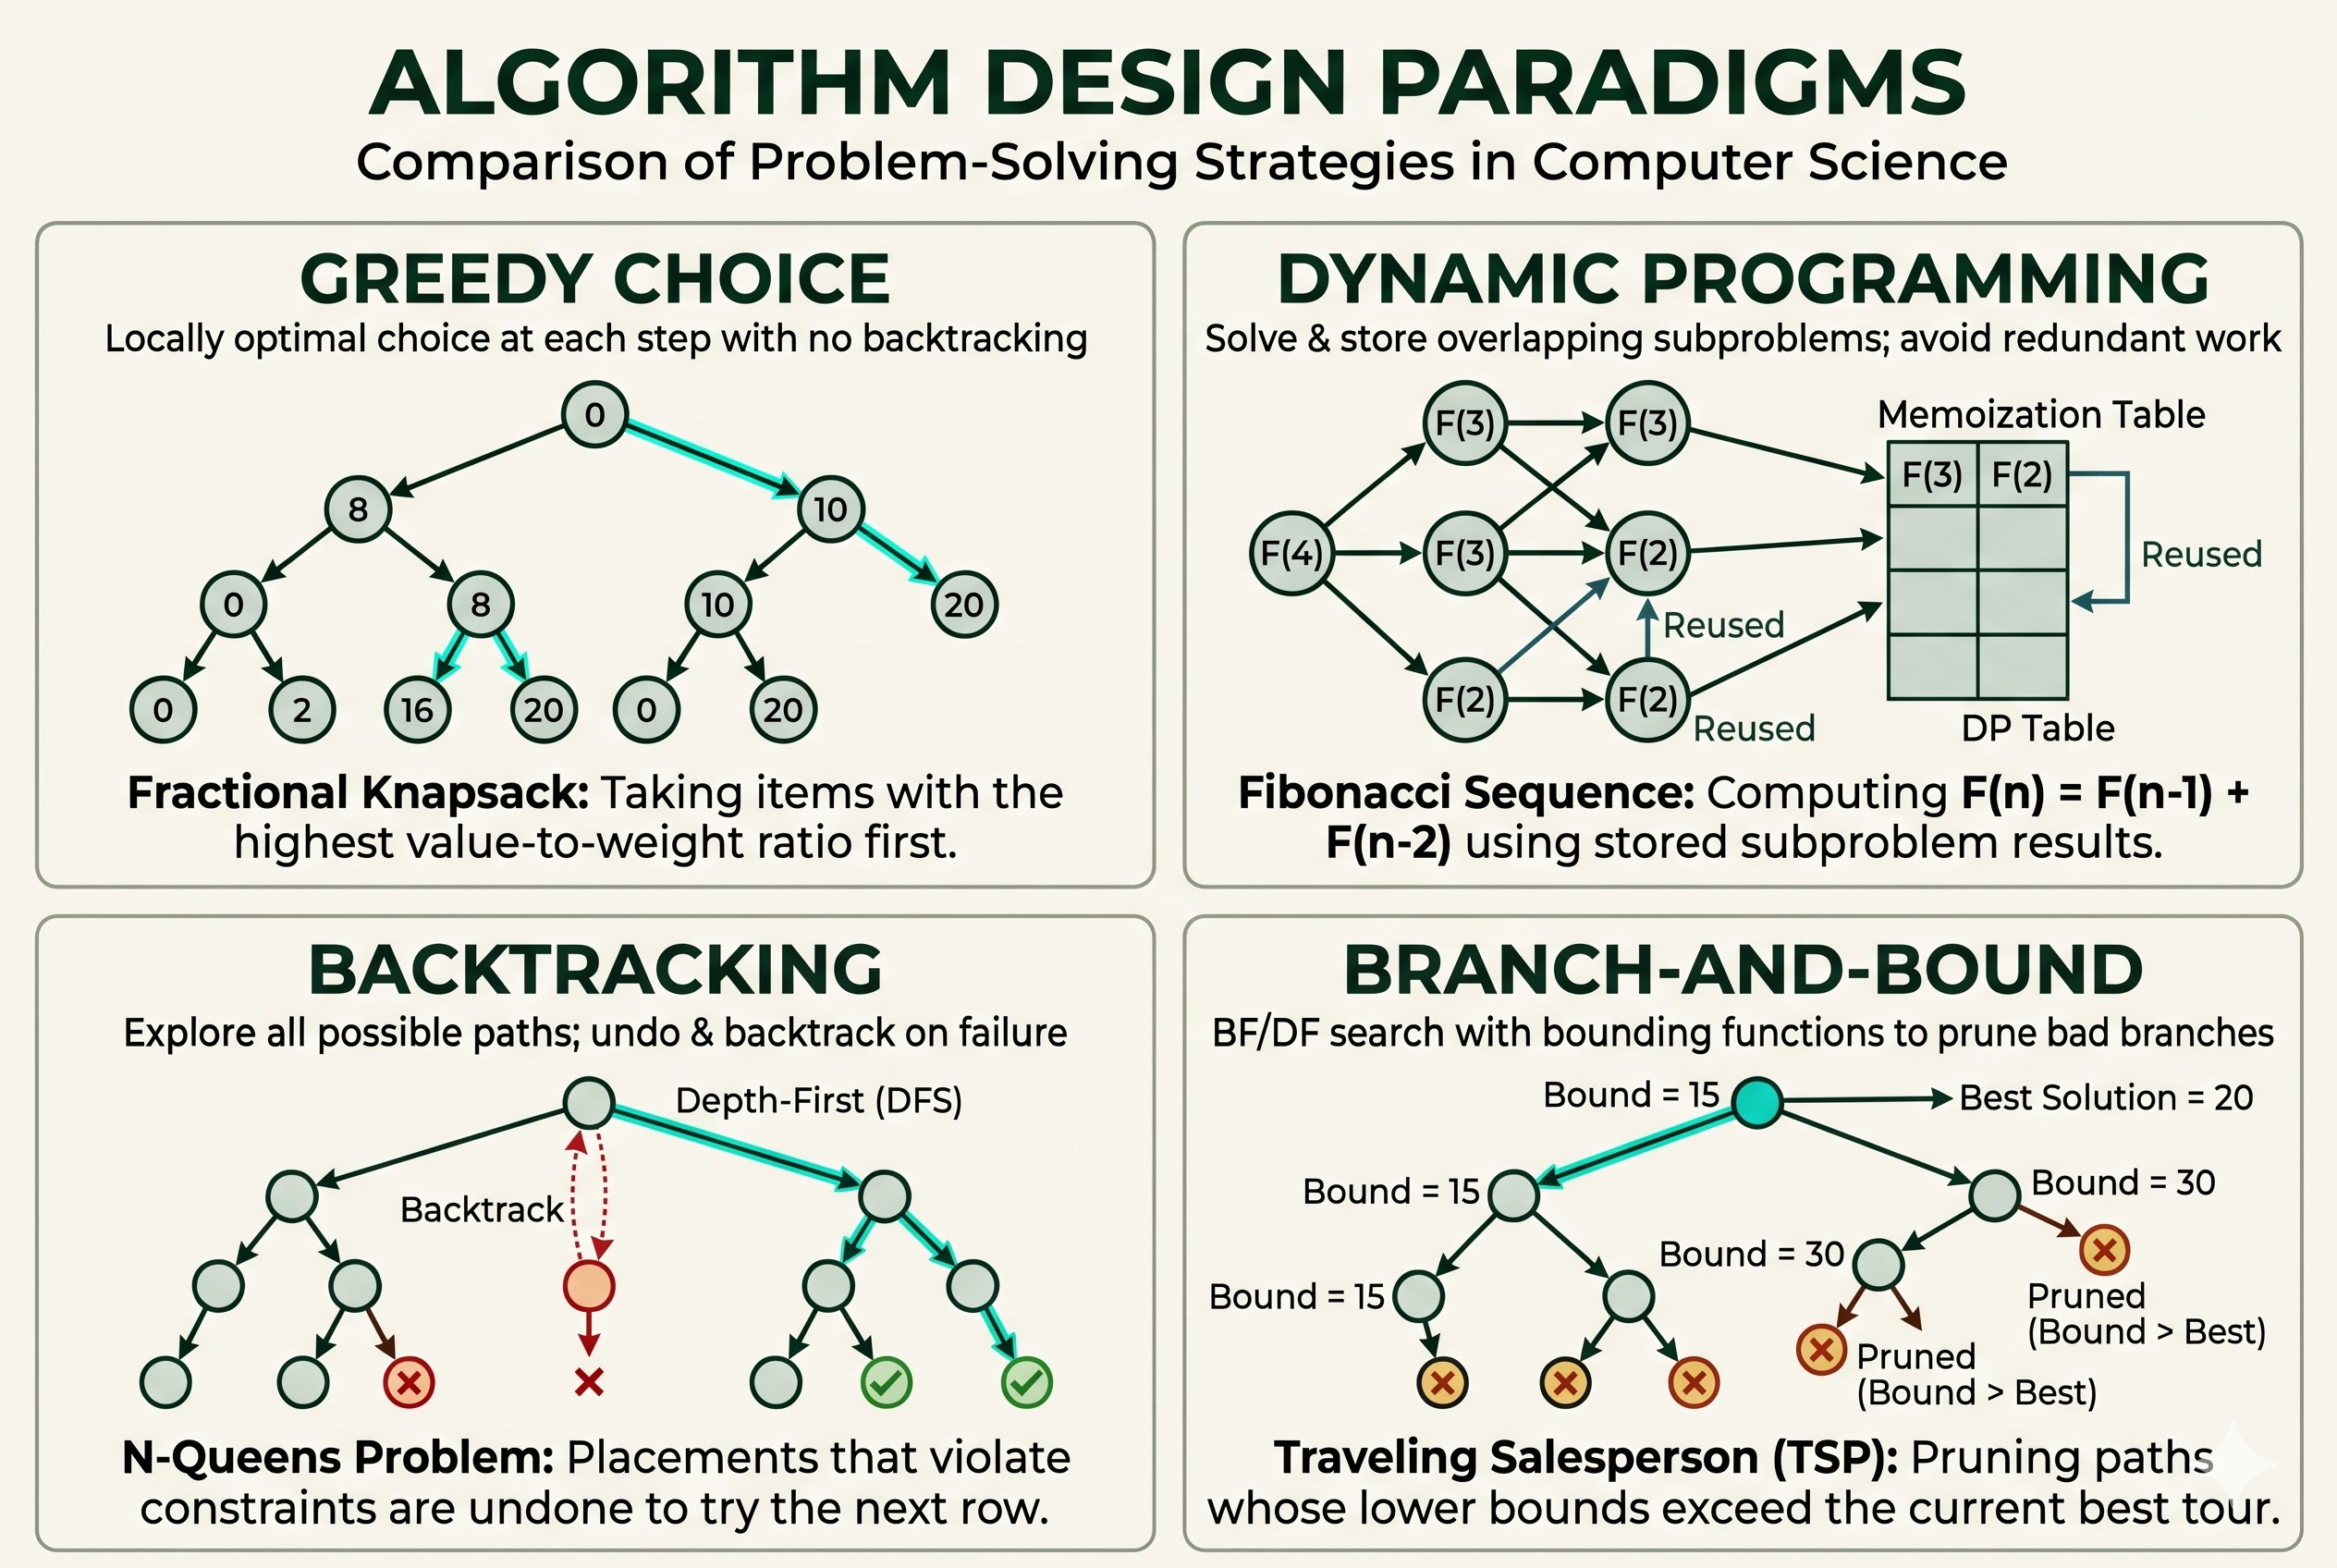 ALGORITHM DESIGN PARADIGMS
Comparison of Problem-Solving Strategies in Computer Science
GREEDY CHOICE
Locally optimal choice at each step with no backtracking
0
8
10
0
8
10
20
0
2
16
20
0
20
Fractional Knapsack: Taking items with the
highest value-to-weight ratio first.
DYNAMIC PROGRAMMING
Solve & store overlapping subproblems; avoid redundant work
F(3)
F(3)
Memoization Table
F(3)
F(2)
F(4)
F(3)
F(2)
Reused
Reused
F(2)
F(2)
Reused
DP Table
Fibonacci Sequence: Computing F(n) = F(n-1) +
F(n-2) using stored subproblem results.
BACKTRACKING
Explore all possible paths; undo & backtrack on failure
Depth-First (DFS)
Backtrack
N-Queens Problem: Placements that violate
constraints are undone to try the next row.
BRANCH-AND-BOUND
BF/DF search with bounding functions to prune bad branches
Bound = 15
Best Solution = 20
Bound = 15
Bound = 30
Bound = 30
Bound = 15
Pruned
(Bound > Best)
Pruned
(Bound > Best)
Traveling Salesperson (TSP): Pruning paths
whose lower bounds exceed the current best tour.